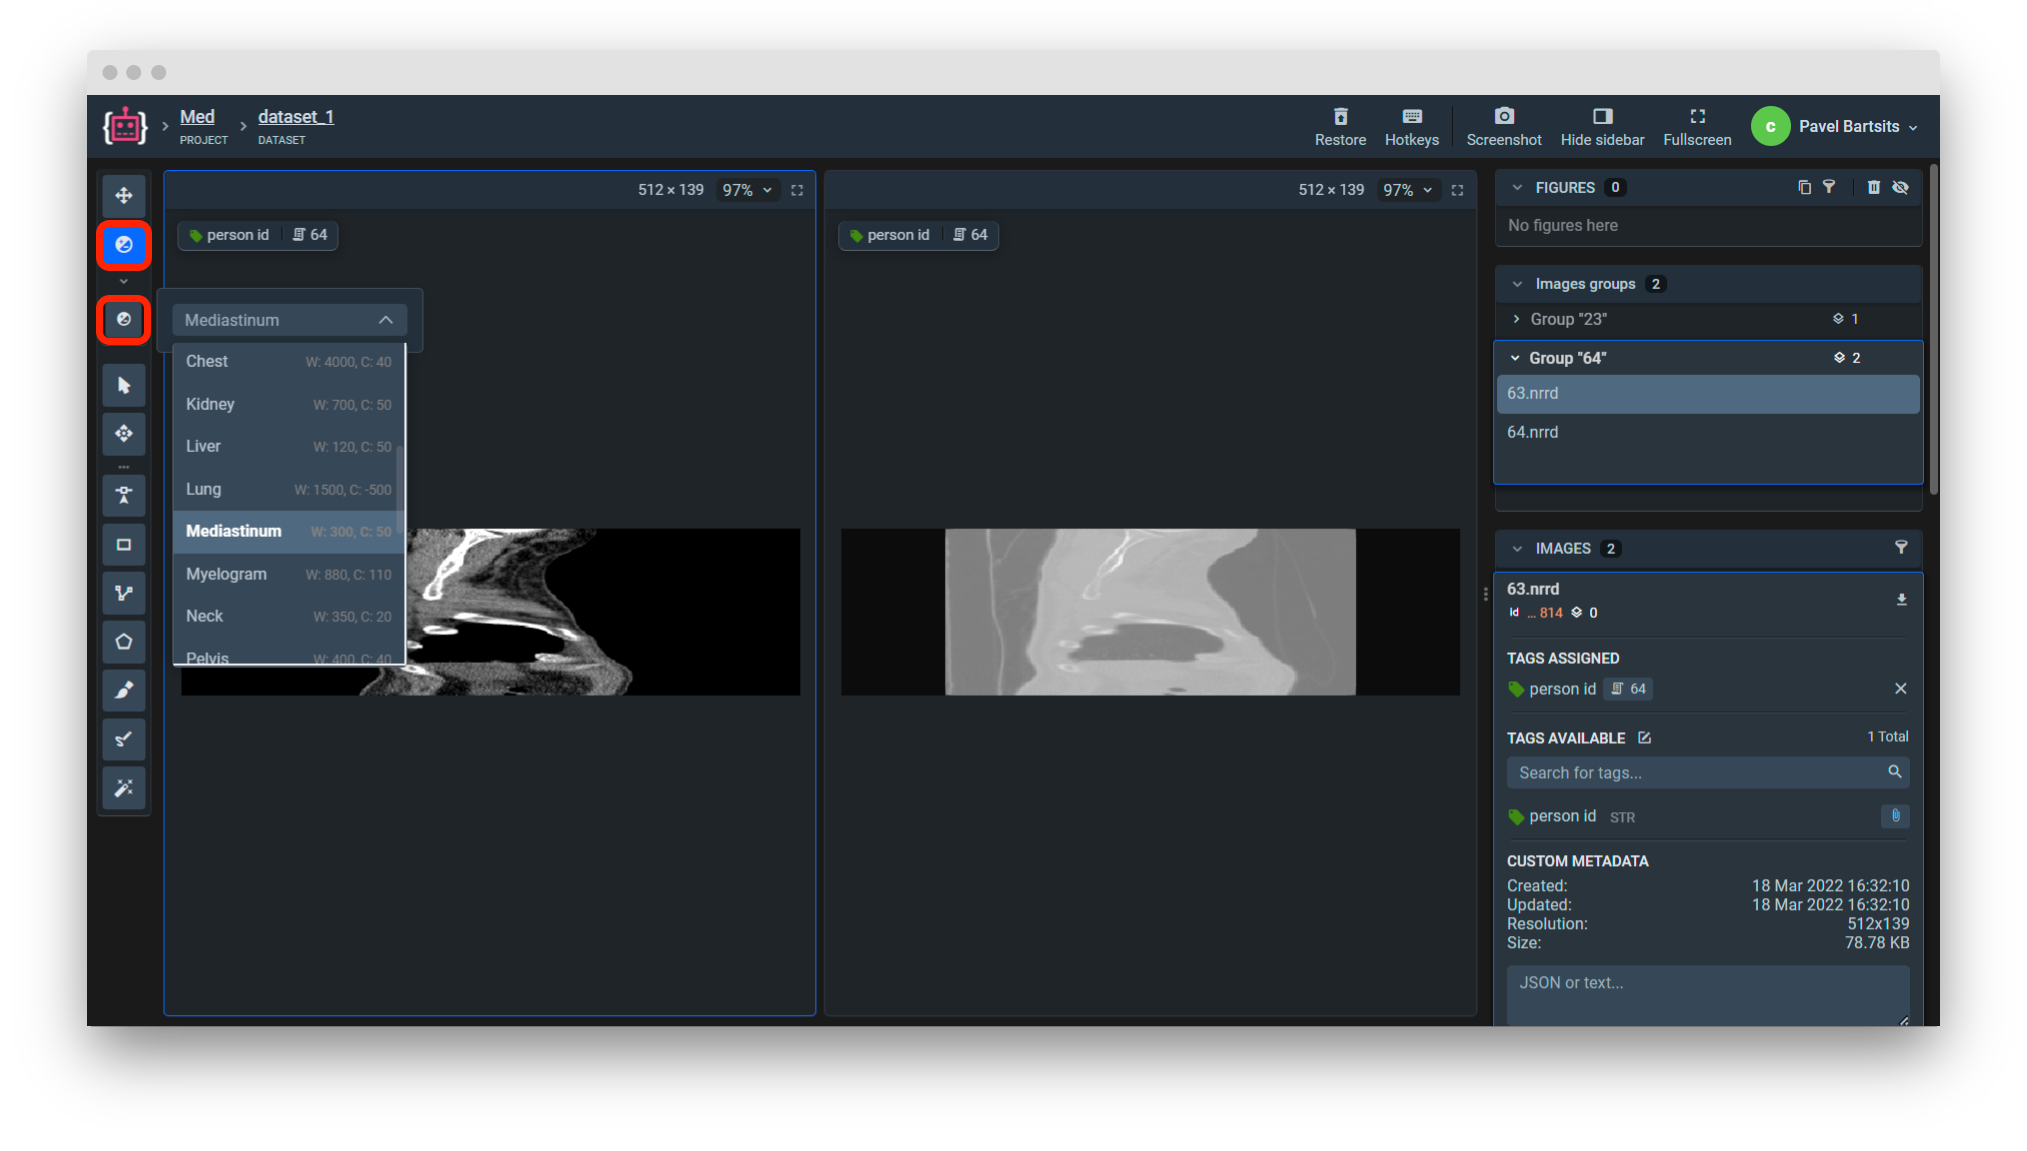 Med
PROJECT
dataset_1
DATASET
Restore
Hotkeys
Screenshot
Hide sidebar
Fullscreen
c
Pavel Bartsits
512 × 139 97%
person id 64
Mediastinum
Chest W: 4000, C: 40
Kidney W: 700, C: 50
Liver W: 120, C: 50
Lung W: 1500, C: -500
Mediastinum W: 300, C: 50
Myelogram W: 880, C: 110
Neck W: 350, C: 20
Pelvis W: 400, C: 40
512 × 139 97%
person id 64
FIGURES 0
No figures here
Images groups 2
Group "23" 1
Group "64" 2
63.nrrd
64.nrrd
IMAGES 2
63.nrrd
Id ... 814 0
TAGS ASSIGNED
person id 64
TAGS AVAILABLE 1 Total
Search for tags...
person id STR
CUSTOM METADATA
Created: 18 Mar 2022 16:32:10
Updated: 18 Mar 2022 16:32:10
Resolution: 512x139
Size: 78.78 KB
JSON or text...